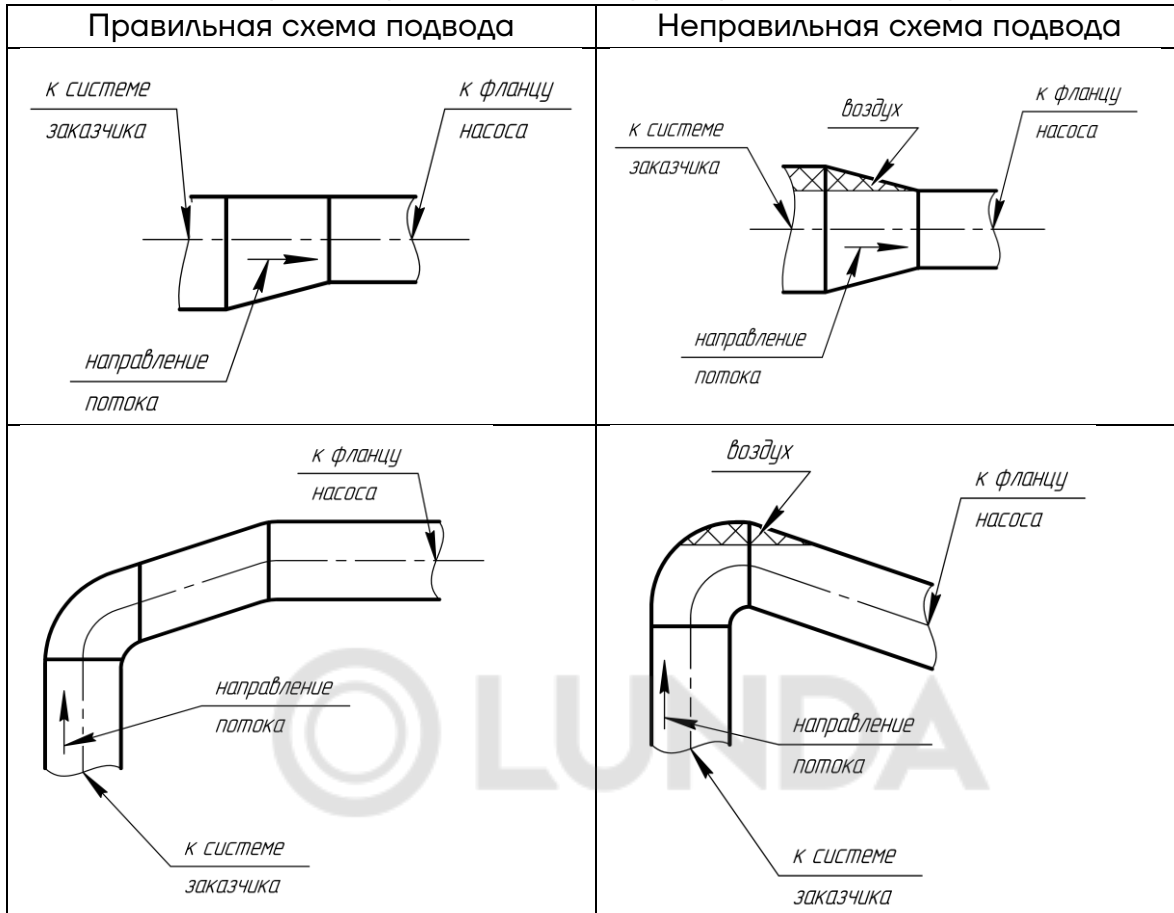 Правильная схема подвода
Неправильная схема подвода
к системе
заказчика
к фланцу
насоса
направление
потока
воздух
к системе
заказчика
к фланцу
насоса
направление
потока
к фланцу
насоса
направление
потока
к системе
заказчика
воздух
к фланцу
насоса
направление
потока
к системе
заказчика
LUNDA